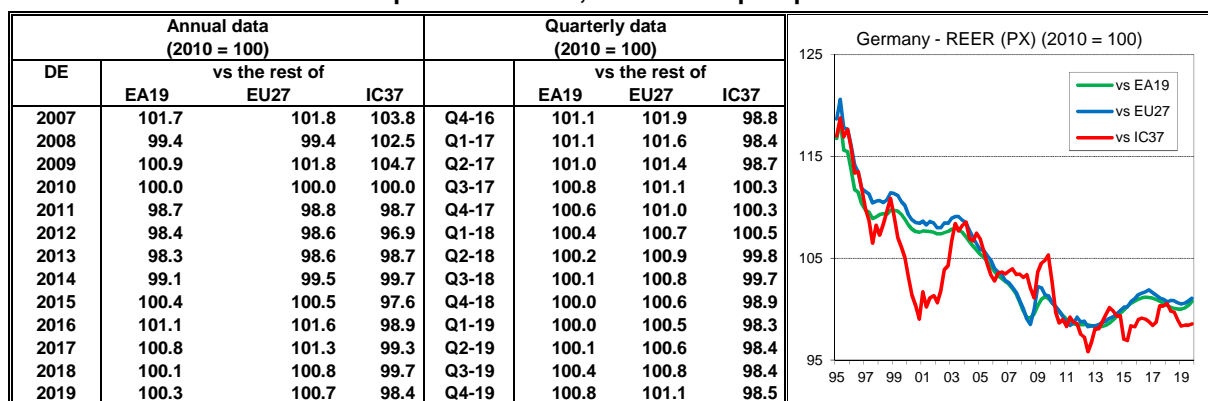 Annual data Quarterly data
(2010 = 100) (2010 = 100)
DE vs the rest of vs the rest of
EA19 EU27 IC37 EA19 EU27 IC37
2007 101.7 101.8 103.8 Q4-16 101.1 101.9 98.8
2008 99.4 99.4 102.5 Q1-17 101.1 101.6 98.4
2009 100.9 101.8 104.7 Q2-17 101.0 101.4 98.7
2010 100.0 100.0 100.0 Q3-17 100.8 101.1 100.3
2011 98.7 98.8 98.7 Q4-17 100.6 101.0 100.3
2012 98.4 98.6 96.9 Q1-18 100.4 100.7 100.5
2013 98.3 98.6 98.7 Q2-18 100.2 100.9 99.8
2014 99.1 99.5 99.7 Q3-18 100.1 100.8 99.7
2015 100.4 100.5 97.6 Q4-18 100.0 100.6 98.9
2016 101.1 101.6 98.9 Q1-19 100.0 100.5 98.3
2017 100.8 101.3 99.3 Q2-19 100.1 100.6 98.4
2018 100.1 100.8 99.7 Q3-19 100.4 100.8 98.4
2019 100.3 100.7 98.4 Q4-19 100.8 101.1 98.5
Germany - REER (PX) (2010 = 100)
125
vs EA19
vs EU27
vs IC37
115
105
95
95 97 99 01 03 05 07 09 11 13 15 17 19